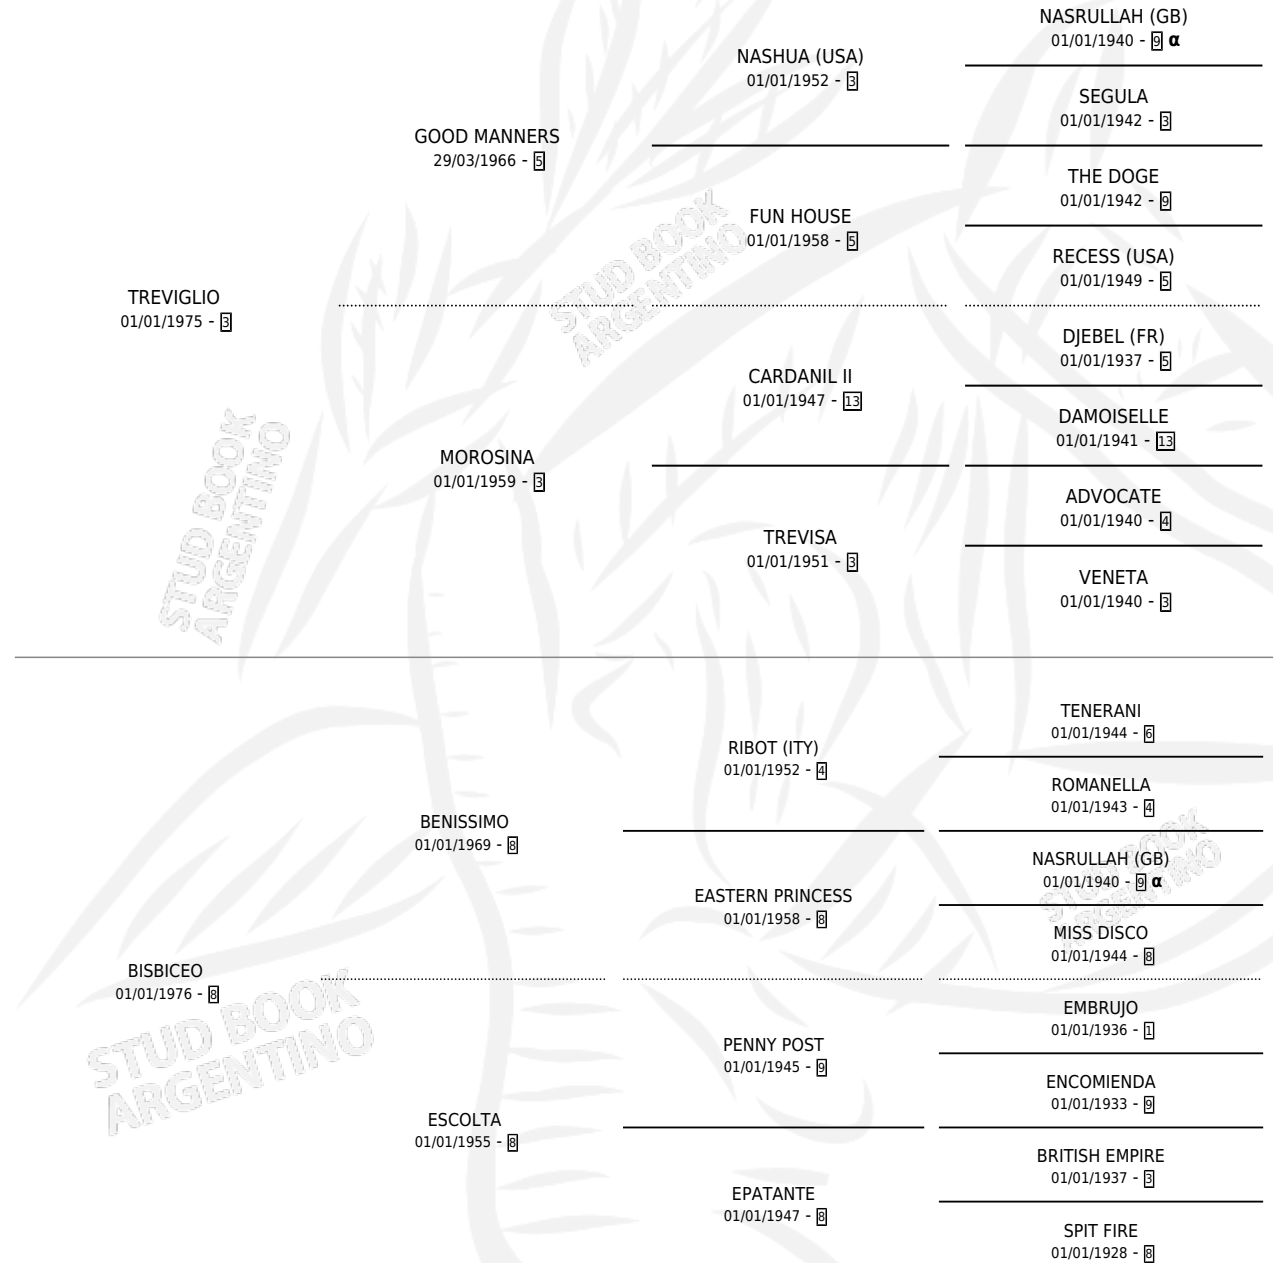 NASRULLAH (GB)
01/01/1940 - 9 α
NASHUA (USA)
01/01/1952 - 3
SEGULA
01/01/1942 - 3
GOOD MANNERS
29/03/1966 - 5
THE DOGE
01/01/1942 - 9
FUN HOUSE
01/01/1958 - 5
RECESS (USA)
01/01/1949 - 5
TREVIGLIO
01/01/1975 - 3
DJEBEL (FR)
01/01/1937 - 5
CARDANIL II
01/01/1947 - 13
DAMOISELLE
01/01/1941 - 13
MOROSINA
01/01/1959 - 3
ADVOCATE
01/01/1940 - 4
TREVISA
01/01/1951 - 3
VENETA
01/01/1940 - 3
TENERANI
01/01/1944 - 6
RIBOT (ITY)
01/01/1952 - 4
ROMANELLA
01/01/1943 - 4
BENISSIMO
01/01/1969 - 8
NASRULLAH (GB)
01/01/1940 - 9 α
EASTERN PRINCESS
01/01/1958 - 8
MISS DISCO
01/01/1944 - 8
BISBICEO
01/01/1976 - 8
EMBRUJO
01/01/1936 - 1
PENNY POST
01/01/1945 - 9
ENCOMIENDA
01/01/1933 - 9
ESCOLTA
01/01/1955 - 8
BRITISH EMPIRE
01/01/1937 - 3
EPATANTE
01/01/1947 - 8
SPIT FIRE
01/01/1928 - 8
STUD BOOK
ARGENTINO
STUD BOOK
ARGENTINO
STUD BOOK
ARGENTINO
STUD BOOK
ARGENTINO